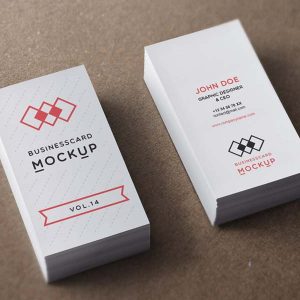 BUSINESSCARD
MOCKUP
VOL.14
JOHN DOE
GRAPHIC DESIGNER
& CEO
BUSINESSCARD
MOCKUP